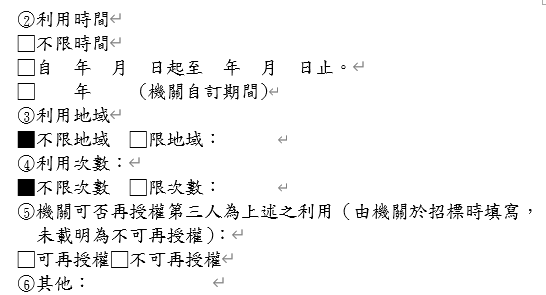 ②利用時間
□不限時間
□自　年　月　日起至　年　月　日止。
□　　年　　（機關自訂期間）
③利用地域
■不限地域　□限地域：
④利用次數：
■不限次數　□限次數：
⑤機關可否再授權第三人為上述之利用（由機關於招標時填寫，
未載明為不可再授權）：
□可再授權□不可再授權
⑥其他：